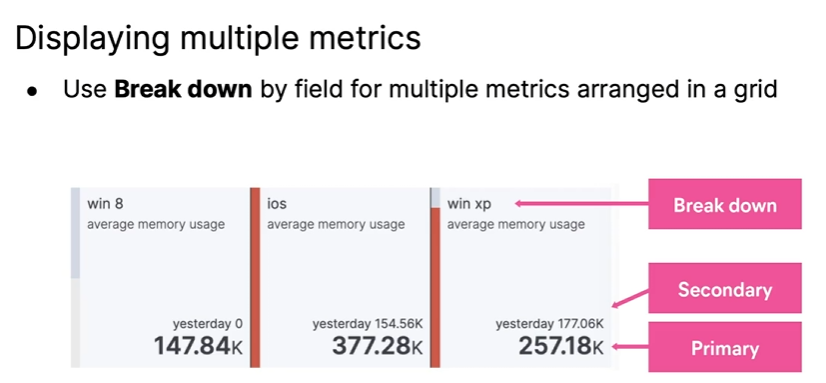 Displaying multiple metrics
• Use Break down by field for multiple metrics arranged in a grid
win 8
average memory usage
yesterday 0
147.84K
ios
average memory usage
yesterday 154.56K
377.28K
win xp
average memory usage
yesterday 177.06K
257.18K
Break down
Secondary
Primary